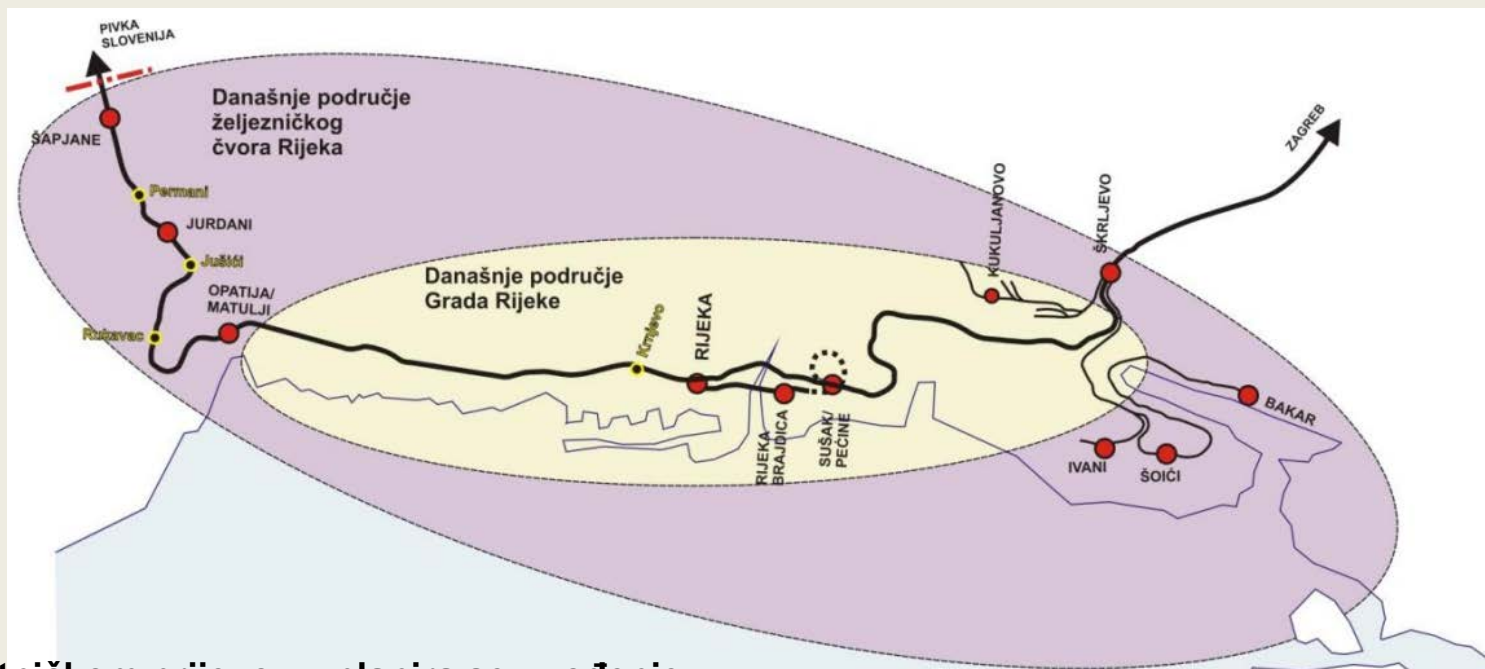 PIVKA
SLOVENIJA
Današnje područje
željezničkog
čvora Rijeka
ŠAPJANE
Permani
JURDANI
Jušići
OPATIJA/
MATULJI
Rukavac
Današnje područje
Grada Rijeke
Krnjevo
RIJEKA
RIJEKA
BRAJDICA
SUŠAK/
PEĆINE
KUKULJANOVO
ŠKRLJEVO
ZAGREB
BAKAR
IVANI
ŠOIĆI